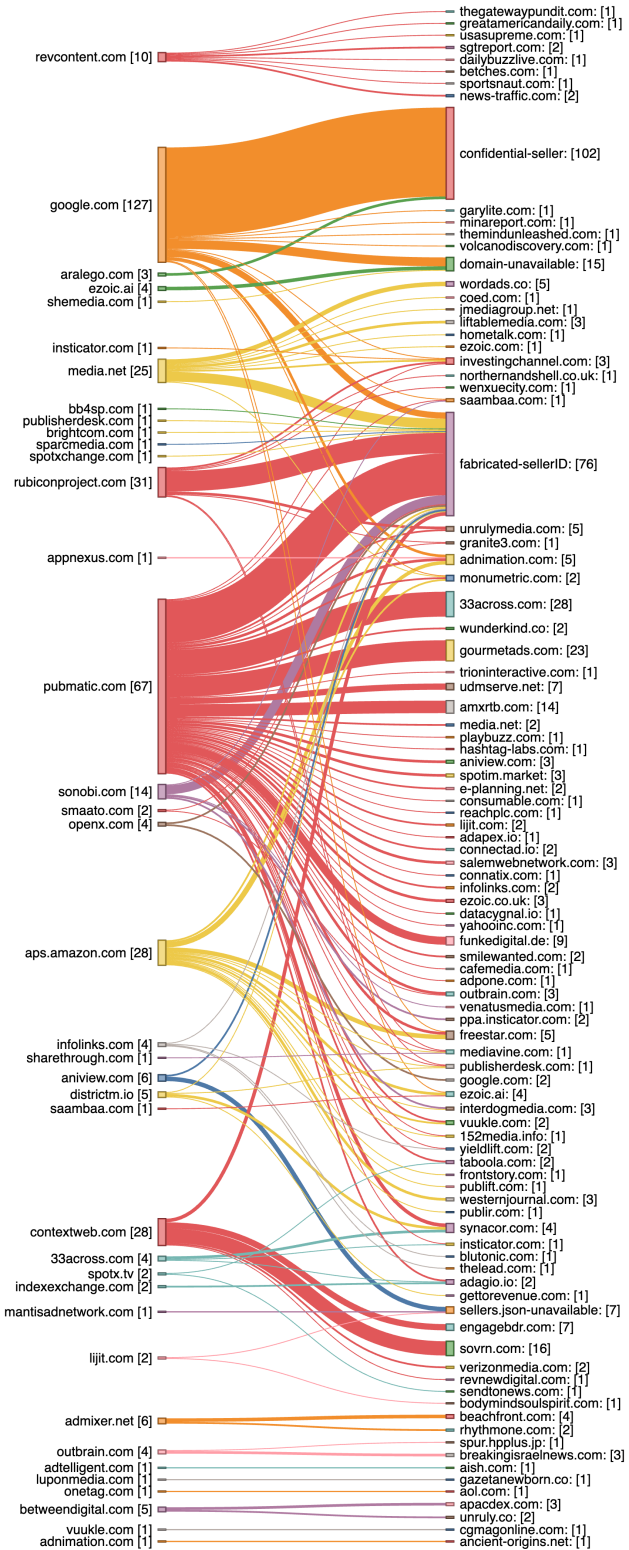 revcontent.com [10]
google.com [127]
aralego.com [3]
ezoic.ai [4]
shemedia.com [1]
insticator.com [1]
media.net [25]
bb4sp.com [1]
publisherdesk.com [1]
brightcom.com [1]
sparcmedia.com [1]
spotxchange.com [1]
rubiconproject.com [31]
appnexus.com [1]
pubmatic.com [67]
sonobi.com [14]
smaato.com [2]
openx.com [4]
aps.amazon.com [28]
infolinks.com [4]
sharethrough.com [1]
aniview.com [6]
districtm.io [5]
saambaa.com [1]
contextweb.com [28]
33across.com [4]
spotx.tv [2]
indexexchange.com [2]
mantisadnetwork.com [1]
lijit.com [2]
admixer.net [6]
outbrain.com [4]
adtelligent.com [1]
luponmedia.com [1]
onetag.com [1]
betweendigital.com [5]
vuukle.com [1]
adnimation.com [1]
thegatewaypundit.com: [1]
greatamericandaily.com: [1]
usasupreme.com: [1]
sgtreport.com: [2]
dailybuzzlive.com: [1]
betches.com: [1]
sportsnaut.com: [1]
news-traffic.com: [2]
confidential-seller: [102]
garylite.com: [1]
minareport.com: [1]
themindunleashed.com: [1]
volcanodiscovery.com: [1]
domain-unavailable: [15]
wordads.co: [5]
coed.com: [1]
jmediagroup.net: [1]
liftablemedia.com: [3]
hometalk.com: [1]
ezoic.com: [1]
investingchannel.com: [3]
northernandshell.co.uk: [1]
wenxuecity.com: [1]
saambaa.com: [1]
fabricated-sellerID: [76]
unrulymedia.com: [5]
granite3.com: [1]
adnimation.com: [5]
monumetric.com: [2]
33across.com: [28]
wunderkind.co: [2]
gourmetads.com: [23]
trioninteractive.com: [1]
udmserve.net: [7]
amxrtb.com: [14]
media.net: [2]
playbuzz.com: [1]
hashtag-labs.com: [1]
aniview.com: [3]
spotim.market: [3]
e-planning.net: [2]
consumable.com: [1]
reachplc.com: [1]
lijit.com: [2]
adapex.io: [1]
connectad.io: [2]
salemwebnetwork.com: [3]
connatix.com: [1]
infolinks.com: [2]
ezoic.co.uk: [3]
datacygnal.io: [1]
yahooinc.com: [1]
funkedigital.de: [9]
smilewanted.com: [2]
cafemedia.com: [1]
adpone.com: [1]
outbrain.com: [3]
venatusmedia.com: [1]
ppa.insticator.com: [2]
freestar.com: [5]
mediavine.com: [1]
publisherdesk.com: [1]
google.com: [2]
ezoic.ai: [4]
interdogmedia.com: [3]
vuukle.com: [2]
152media.info: [1]
yieldlift.com: [2]
taboola.com: [2]
frontstory.com: [1]
publift.com: [1]
westernjournal.com: [3]
publir.com: [1]
synacor.com: [4]
insticator.com: [1]
blutonic.com: [1]
thelead.com: [1]
adagio.io: [2]
gettorevenue.com: [1]
sellers.json-unavailable: [7]
engagebdr.com: [7]
sovrn.com: [16]
verizonmedia.com: [2]
revnewdigital.com: [1]
sendtonews.com: [1]
bodymindsoulspirit.com: [1]
beachfront.com: [4]
rhythmone.com: [2]
spur.hpplus.jp: [1]
breakingisraelnews.com: [3]
aish.com: [1]
gazetanewborn.co: [1]
aol.com: [1]
apacdex.com: [3]
unruly.co: [2]
cgmagonline.com: [1]
ancient-origins.net: [1]